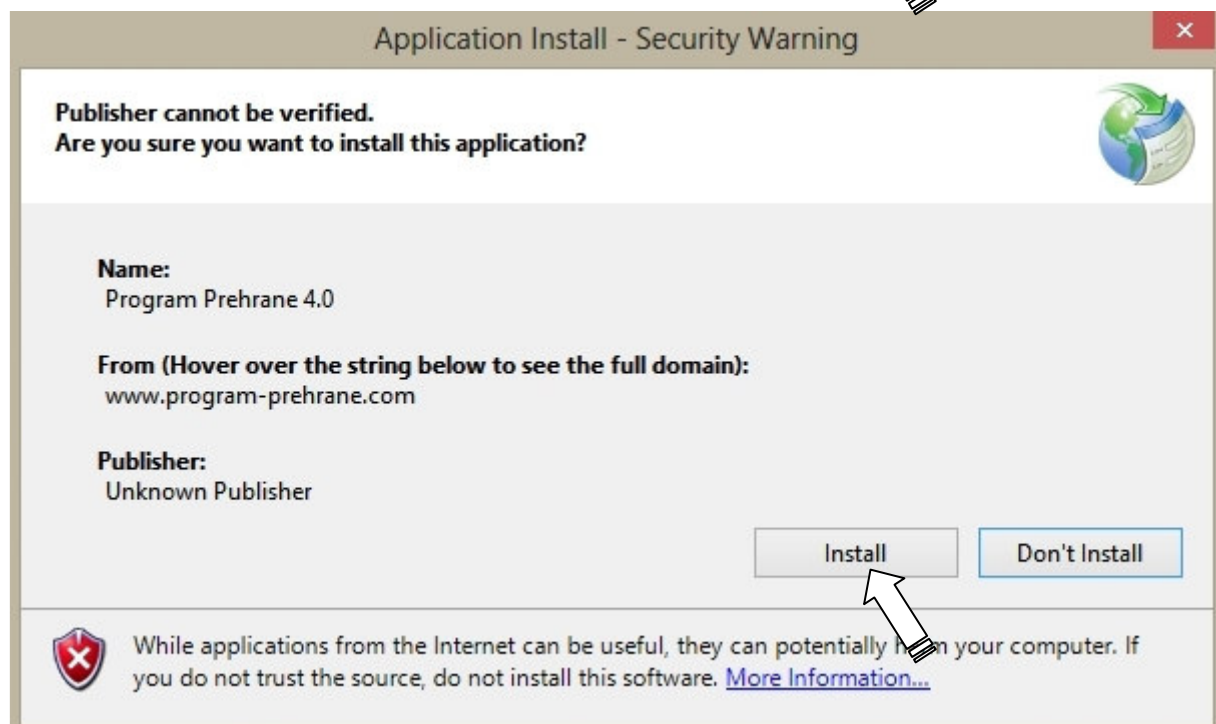 Application Install - Security Warning
Publisher cannot be verified.
Are you sure you want to install this application?
Name:
Program Prehrane 4.0
From (Hover over the string below to see the full domain):
www.program-prehrane.com
Publisher:
Unknown Publisher
Install
Don't Install
While applications from the Internet can be useful, they can potentially harm your computer. If
you do not trust the source, do not install this software. More Information...